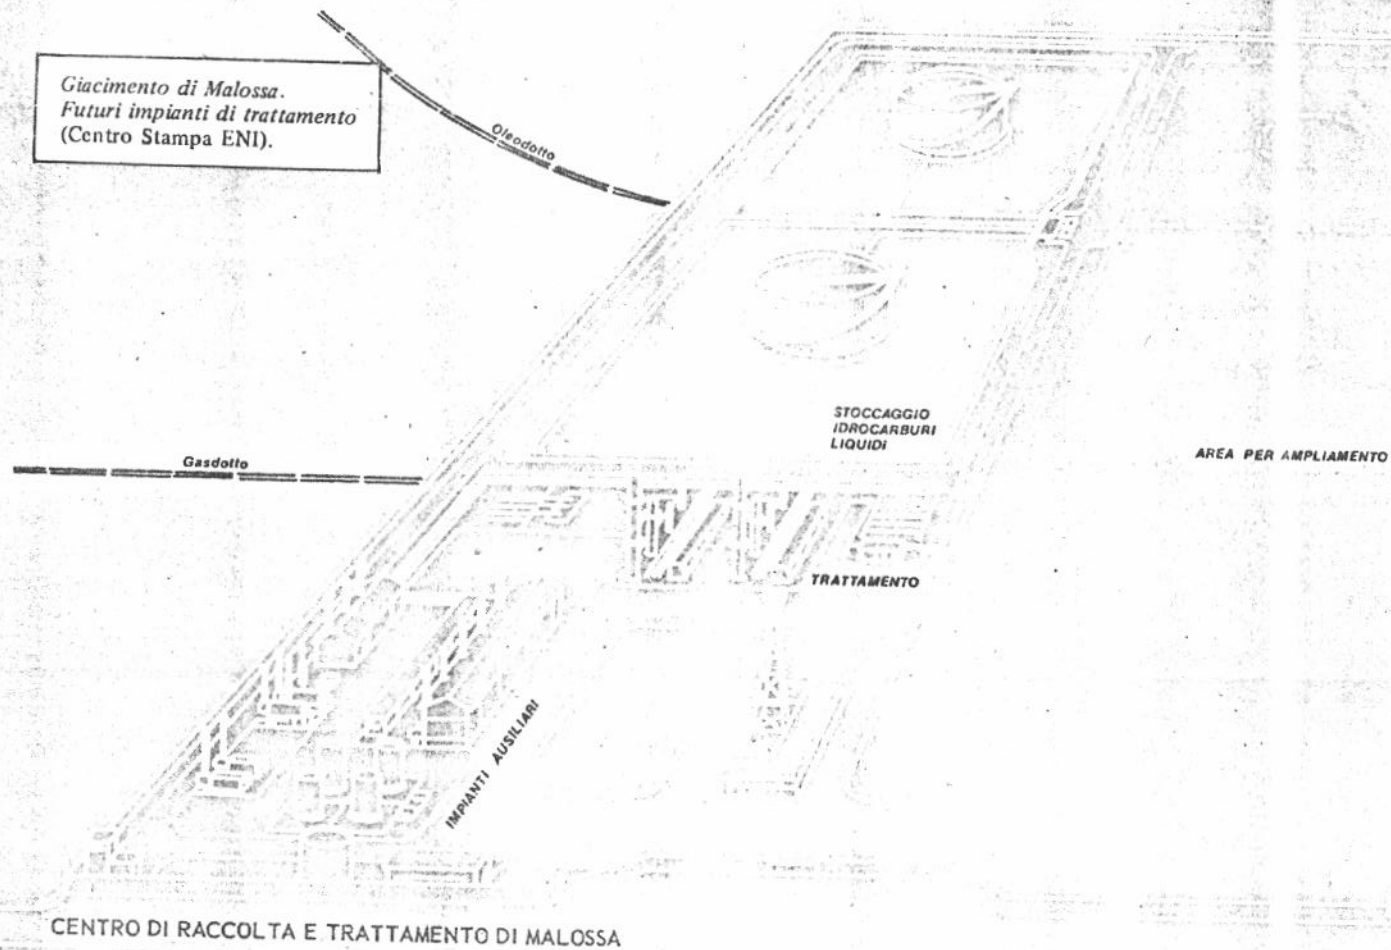 Giacimento di Malossa.
Futuri impianti di trattamento
(Centro Stampa ENI).
Oleodotto
STOCCAGGIO
IDROCARBURI
LIQUIDI
AREA PER AMPLIAMENTO
Gasdotto
TRATTAMENTO
IMPIANTI AUSILIARI
CENTRO DI RACCOLTA E TRATTAMENTO DI MALOSSA